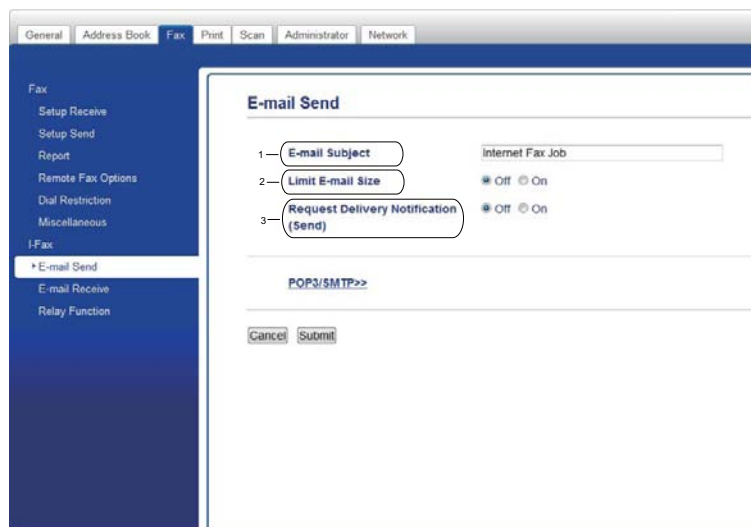 General Address Book Fax Print Scan Administrator Network
Fax
Setup Receive
Setup Send
Report
Remote Fax Options
Dial Restriction
Miscellaneous
I-Fax
E-mail Send
E-mail Receive
Relay Function
E-mail Send
1 E-mail Subject Internet Fax Job
2 Limit E-mail Size Off On
3 Request Delivery Notification Off On
(Send)
POP3/SMTP>>
Cancel Submit